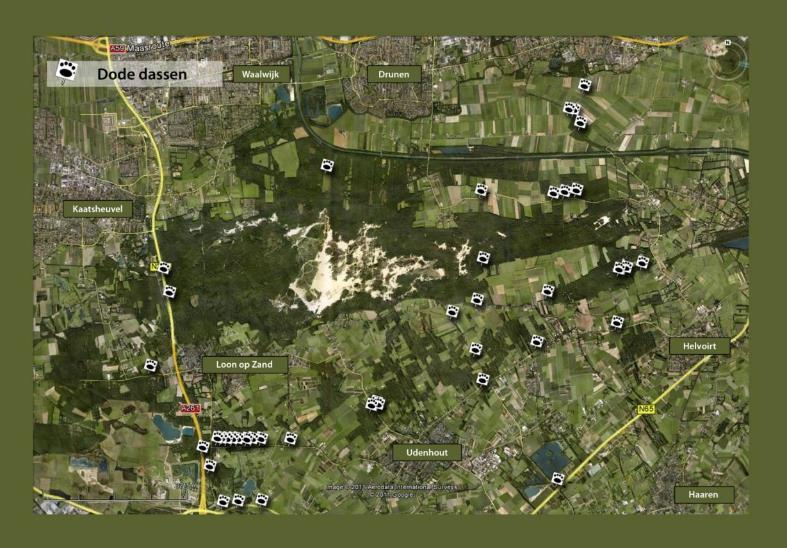 A59 Maasroute
Dode dassen
Waalwijk
Drunen
Kaatsheuvel
Loon op Zand
Helvoirt
A261
N65
Udenhout
Image © 2011 Aerodata International Surveys
© 2011 Google
Haaren